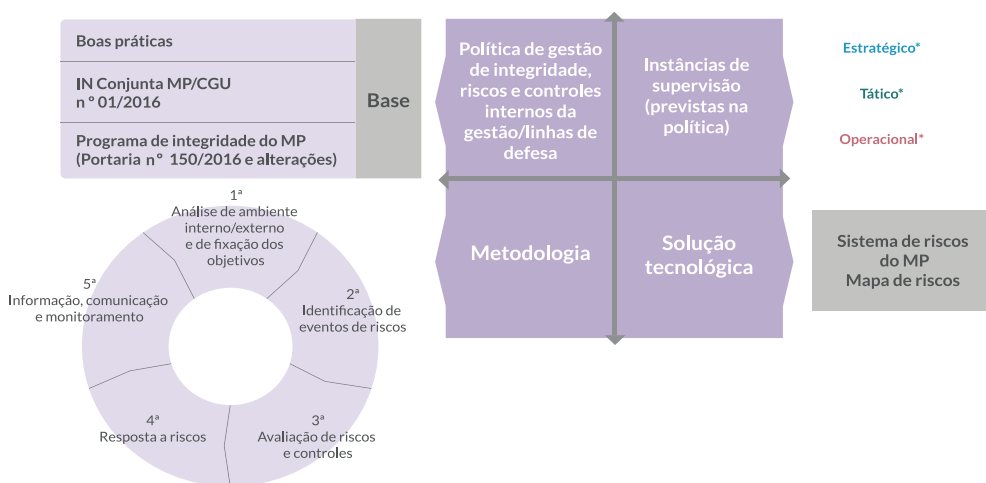 Boas práticas
IN Conjunta MP/CGU
n º 01/2016
Programa de integridade do MP
(Portaria nº 150/2016 e alterações)
Base
Política de gestão
de integridade,
riscos e controles
internos da
gestão/linhas de
defesa
Instâncias de
supervisão
(previstas na
política)
Estratégico*
Tático*
Operacional*
Metodologia
Solução
tecnológica
Sistema de riscos
do MP
Mapa de riscos
1ª
Análise de ambiente
interno/externo
e de fixação dos
objetivos
2ª
Identificação de
eventos de riscos
3ª
Avaliação de riscos
e controles
4ª
Resposta a riscos
5ª
Informação, comunicação
e monitoramento